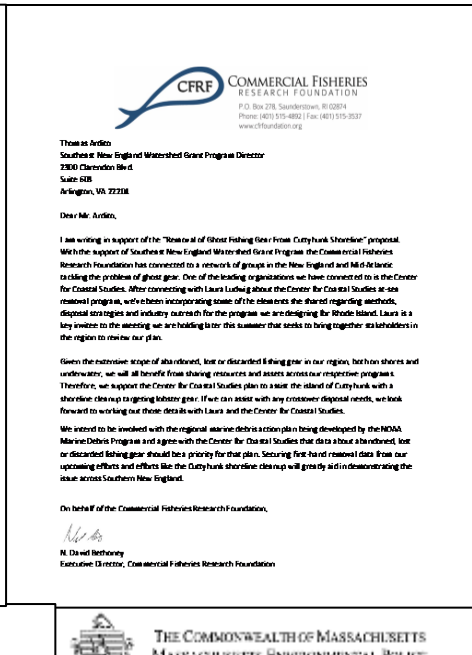 CFRF
COMMERCIAL FISHERIES
RESEARCH FOUNDATION
P.O. Box 278, Saunderstown, RI 02874
Phone: (401) 515-4892 | Fax: (401) 515-3537
www.cfrfoundation.org
Thomas Ardito
Southeast New England Watershed Grant Program Director
2300 Clarendon Blvd.
Suite 603
Arlington, VA 22201
Dear Mr. Ardito,
I am writing in support of the "Removal of Ghost Fishing Gear From Cuttyhunk Shoreline" proposal.
With the support of Southeast New England Watershed Grant Program the Commercial Fisheries
Research Foundation has connected to a network of groups in the New England and Mid-Atlantic
tackling the problem of ghost gear. One of the leading organizations we have connected to is the Center
for Coastal Studies. After connecting with Laura Ludwig about the Center for Coastal Studies at-sea
removal program, we've been incorporating some of the elements she shared regarding methods,
disposal strategies and industry outreach for the program we are designing for Rhode Island. Laura is a
key invitee to the meeting we are holding later this summer that seeks to bring together stakeholders in
the region to review our plan.
Given the extensive scope of abandoned, lost or discarded fishing gear in our region, both on shores and
underwater, we will all benefit from sharing resources and assets across our respective programs.
Therefore, we support the Center for Coastal Studies plan to assist the island of Cuttyhunk with a
shoreline cleanup targeting lobster gear. If we can assist with any crossover disposal needs, we look
forward to working out those details with Laura and the Center for Coastal Studies.
We intend to be involved with the regional marine debris action plan being developed by the NOAA
Marine Debris Program and agree with the Center for Coastal Studies that data about abandoned, lost
or discarded fishing gear should be a priority for that plan. Securing first-hand removal data from our
upcoming efforts and efforts like the Cuttyhunk shoreline cleanup will greatly aid in demonstrating the
issue across Southern New England.
On behalf of the Commercial Fisheries Research Foundation,
N. David Bethoney
Executive Director, Commercial Fisheries Research Foundation
THE COMMONWEALTH OF MASSACHUSETTS
MASSACHUSETTS ENVIRONMENTAL POLICE